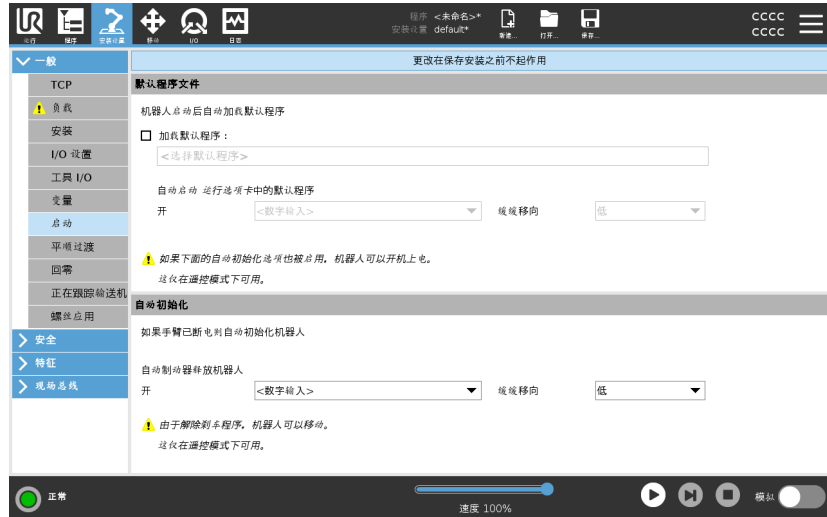 UR
运行
程序
安装设置
移动
I/O
日志
程序 <未命名>*
安装设置 default*
新建...
打开...
保存...
CCCC
CCCC
一般
TCP
负载
安装
I/O 设置
工具 I/O
变量
启动
平顺过渡
回零
正在跟踪输送机
螺丝应用
安全
特征
现场总线
更改在保存安装之前不起作用
默认程序文件
机器人启动后自动加载默认程序
加载默认程序：
<选择默认程序>
自动启动 运行选项卡中的默认程序
开 <数字输入> 缓缓移向 低
如果下面的自动初始化选项也被启用，机器人可以开机上电。
这仅在遥控模式下可用。
自动初始化
如果手臂已断电则自动初始化机器人
自动制动器释放机器人
开 <数字输入> 缓缓移向 低
由于解除刹车程序，机器人可以移动。
这仅在遥控模式下可用。
正常
速度 100%
模拟